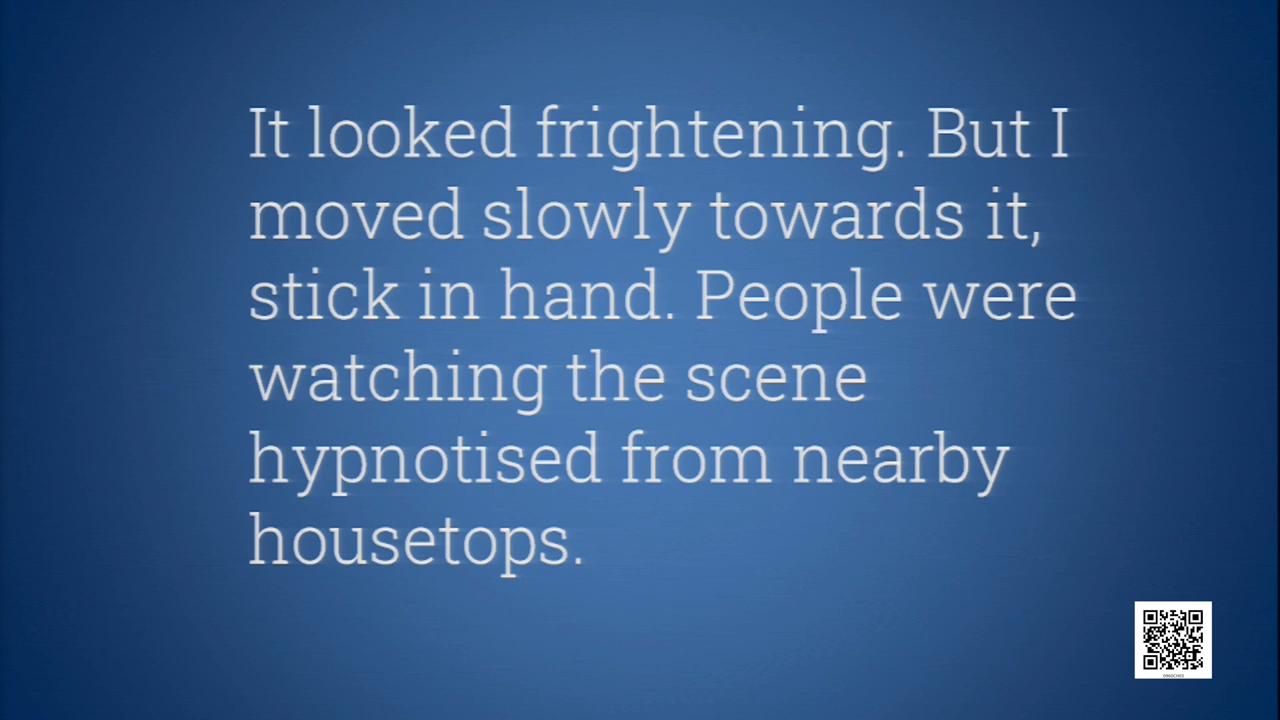 It looked frightening. But I
moved slowly towards it,
stick in hand. People were
watching the scene
hypnotised from nearby
housetops.